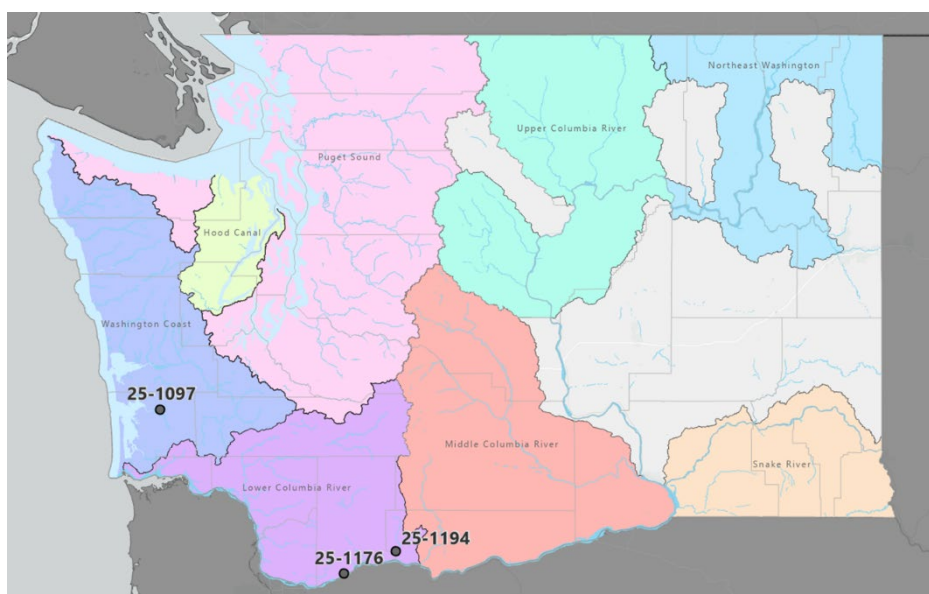 Northeast Washington
Upper Columbia River
Puget Sound
Hood Canal
Washington Coast
25-1097
Middle Columbia River
Snake River
Lower Columbia River
25-1194
25-1176